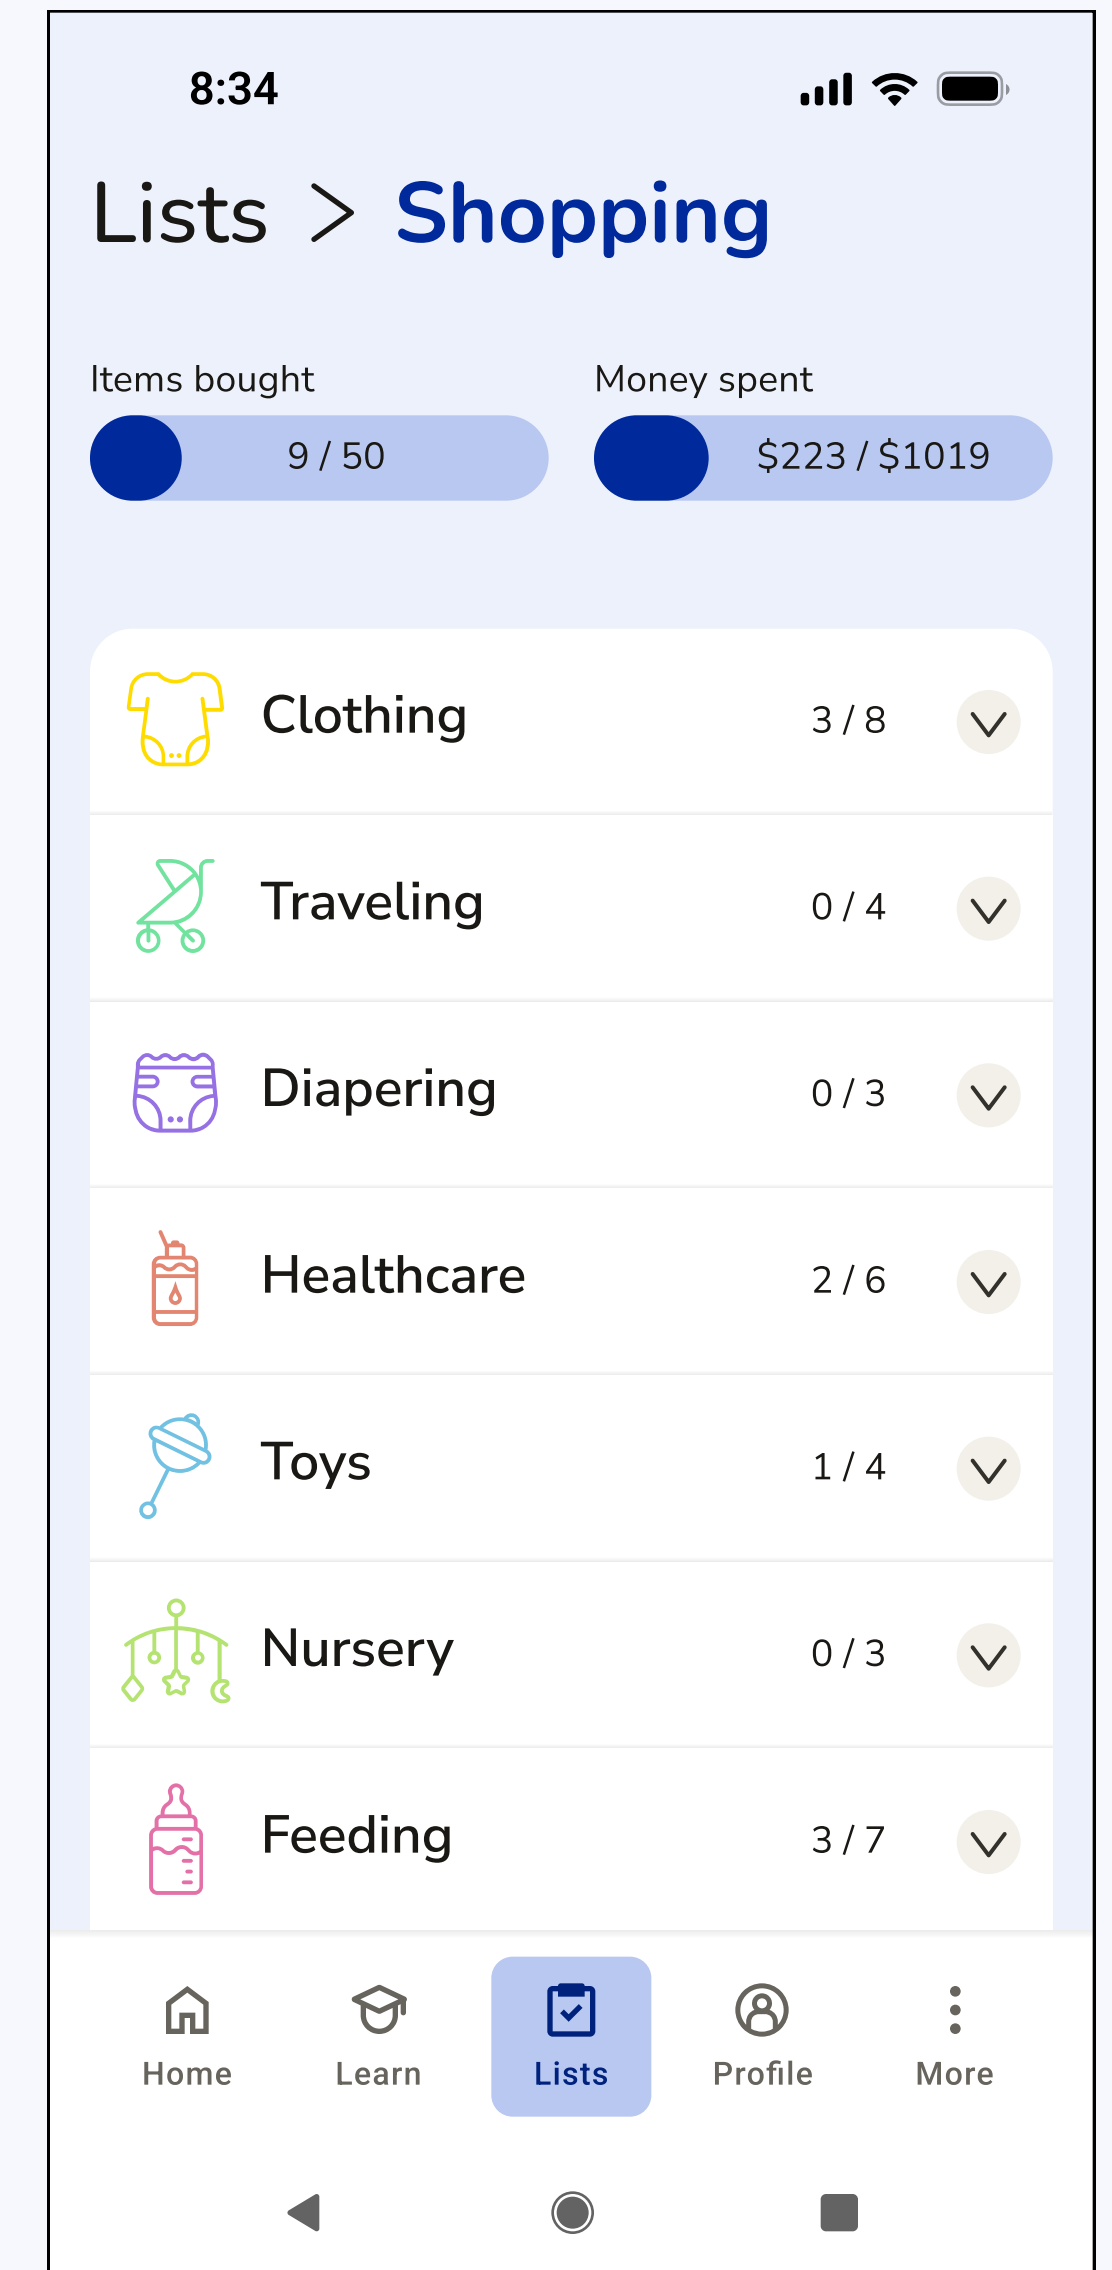 8:34
Lists > Shopping
Items bought
Money spent
9 / 50
$223 / $1019
Clothing 3 / 8
Traveling 0 / 4
Diapering 0 / 3
Healthcare 2 / 6
Toys 1 / 4
Nursery 0 / 3
Feeding 3 / 7
Home Learn Lists Profile More